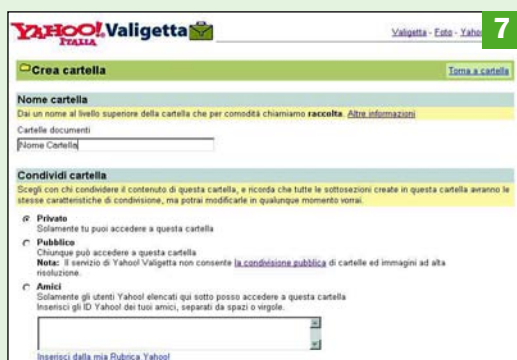 YAHOO! Valigetta
ITALIA
Valigetta - Foto - Yaho
7
Crea cartella
Torna a cartella
Nome cartella
Dai un nome al livello superiore della cartella che per comodità chiamiamo raccolta. Altre informazioni
Cartelle documenti
Nome Cartella
Condividi cartella
Scegli con chi condividere il contenuto di questa cartella, e ricorda che tutte le sottosezioni create in questa cartella avranno le
stesse caratteristiche di condivisione, ma potrai modificarle in qualunque momento vorrai.
Privato
Solamente tu puoi accedere a questa cartella
Pubblico
Chiunque può accedere a questa cartella
Nota: Il servizio di Yahoo! Valigetta non consente la condivisione pubblica di cartelle ed immagini ad alta
risoluzione.
Amici
Solamente gli utenti Yahoo! elencati qui sotto posso accedere a questa cartella
Inserisci gli ID Yahoo! dei tuoi amici, separati da spazi o virgole.
Inserisci dalla mia Rubrica Yahoo!